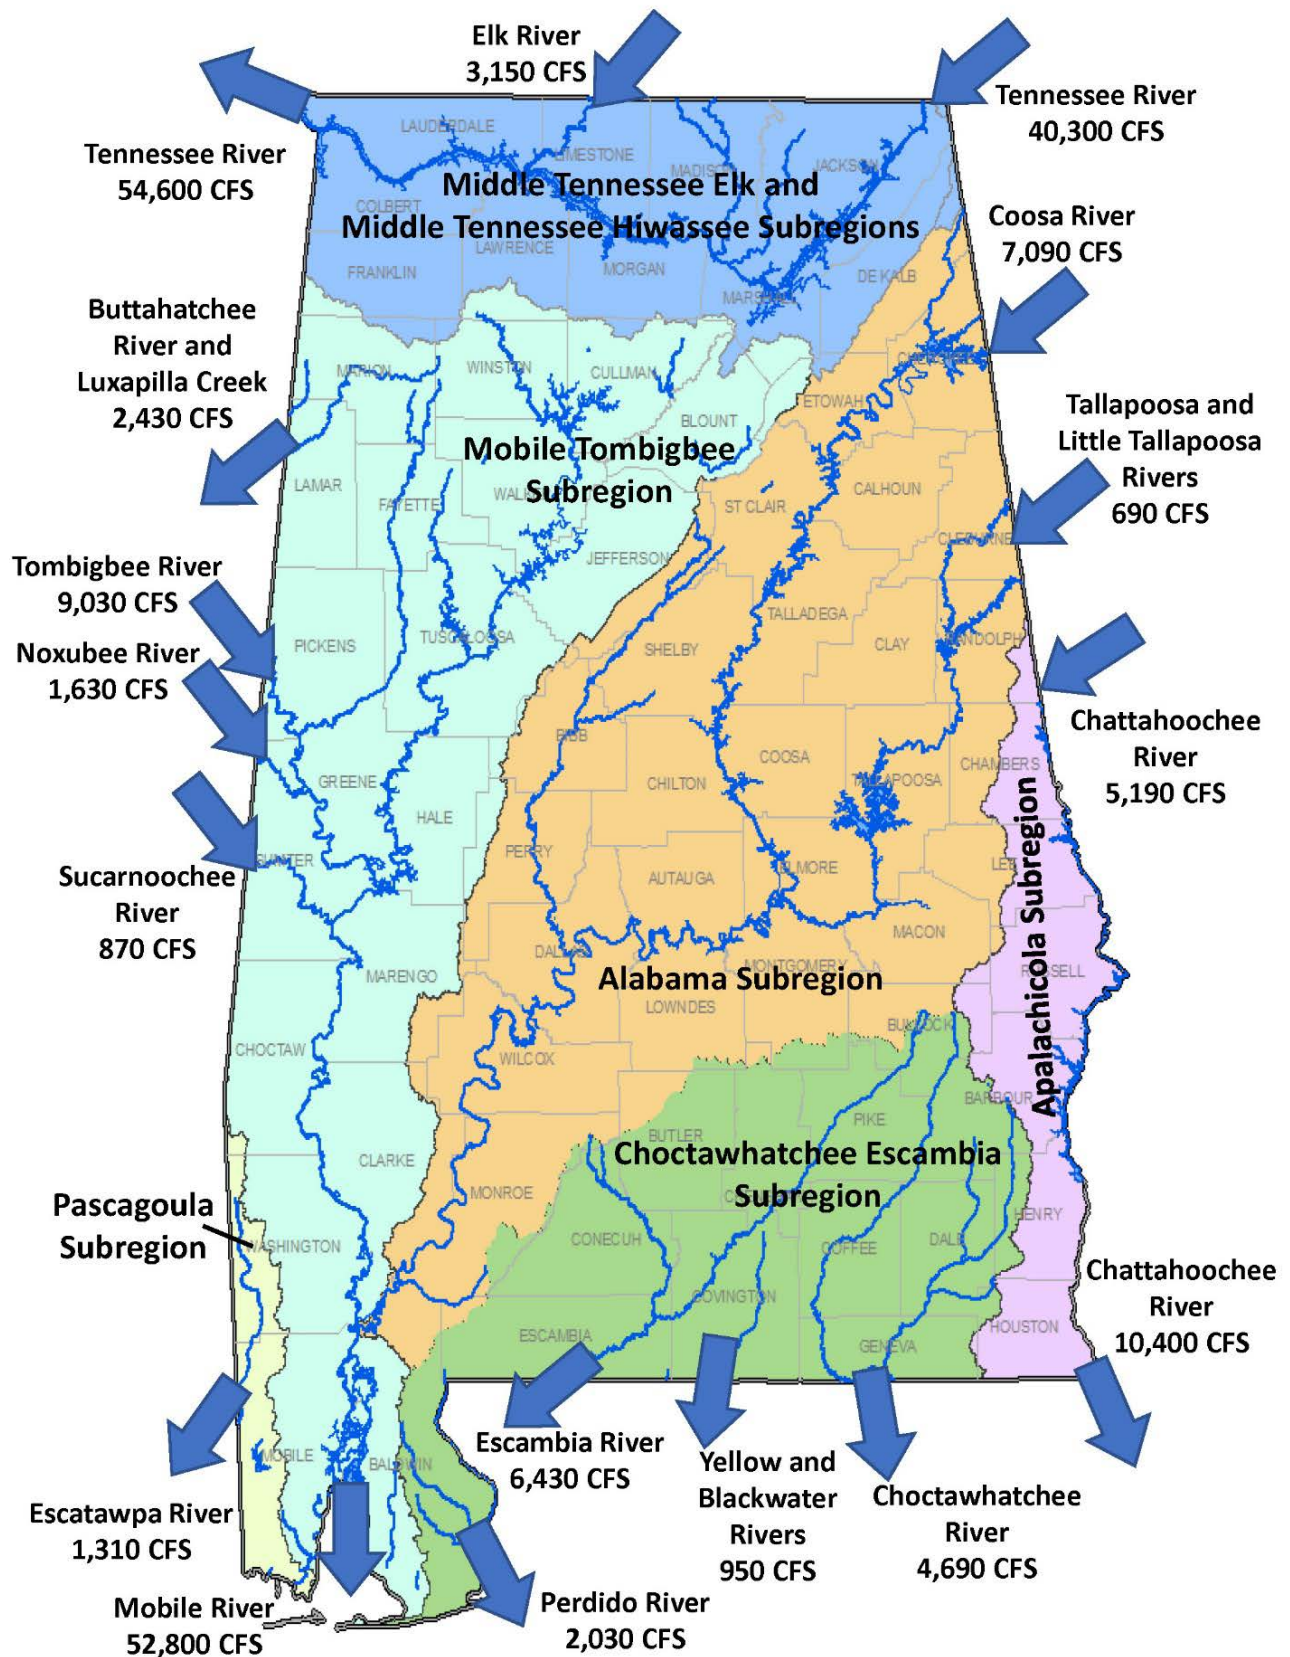 Elk River
3,150 CFS
Tennessee River
40,300 CFS
Tennessee River
54,600 CFS
LAUDERDALE
LIMESTONE
MADISON
JACKSON
Middle Tennessee Elk and
Middle Tennessee Hiwassee Subregions
COLBERT
LAWRENCE
FRANKLIN
MORGAN
MARSHALL
DE KALB
Coosa River
7,090 CFS
Buttahatchee
River and
Luxapilla Creek
2,430 CFS
MARION
WINSTON
CULLMAN
CHEROKEE
ETOWAH
BLOUNT
Tallapoosa and
Little Tallapoosa
Rivers
690 CFS
Mobile Tombigbee
Subregion
LAMAR
FAYETTE
WALKER
ST CLAIR
CALHOUN
CLEBURNE
JEFFERSON
Tombigbee River
9,030 CFS
Noxubee River
1,630 CFS
PICKENS
TUSCALOOSA
SHELBY
TALLADEGA
CLAY
RANDOLPH
Chattahoochee
River
5,190 CFS
BIBB
COOSA
CHAMBERS
GREENE
CHILTON
TALLAPOOSA
HALE
Sucarnoochee
River
870 CFS
SUMTER
PERRY
AUTAUGA
ELMORE
LEE
Apalachicola Subregion
MACON
DALLAS
MONTGOMERY
RUSSELL
MARENGO
Alabama Subregion
LOWNDES
BULLOCK
CHOCTAW
WILCOX
BARBOUR
PIKE
BUTLER
Choctawhatchee Escambia
Subregion
CLARKE
MONROE
Pascagoula
Subregion
WASHINGTON
CONECUH
COFFEE
DALE
HENRY
COVINGTON
Chattahoochee
River
10,400 CFS
ESCAMBIA
GENEVA
HOUSTON
MOBILE
BALDWIN
Escambia River
6,430 CFS
Yellow and
Blackwater
Rivers
950 CFS
Choctawhatchee
River
4,690 CFS
Escatawpa River
1,310 CFS
Mobile River
52,800 CFS
Perdido River
2,030 CFS